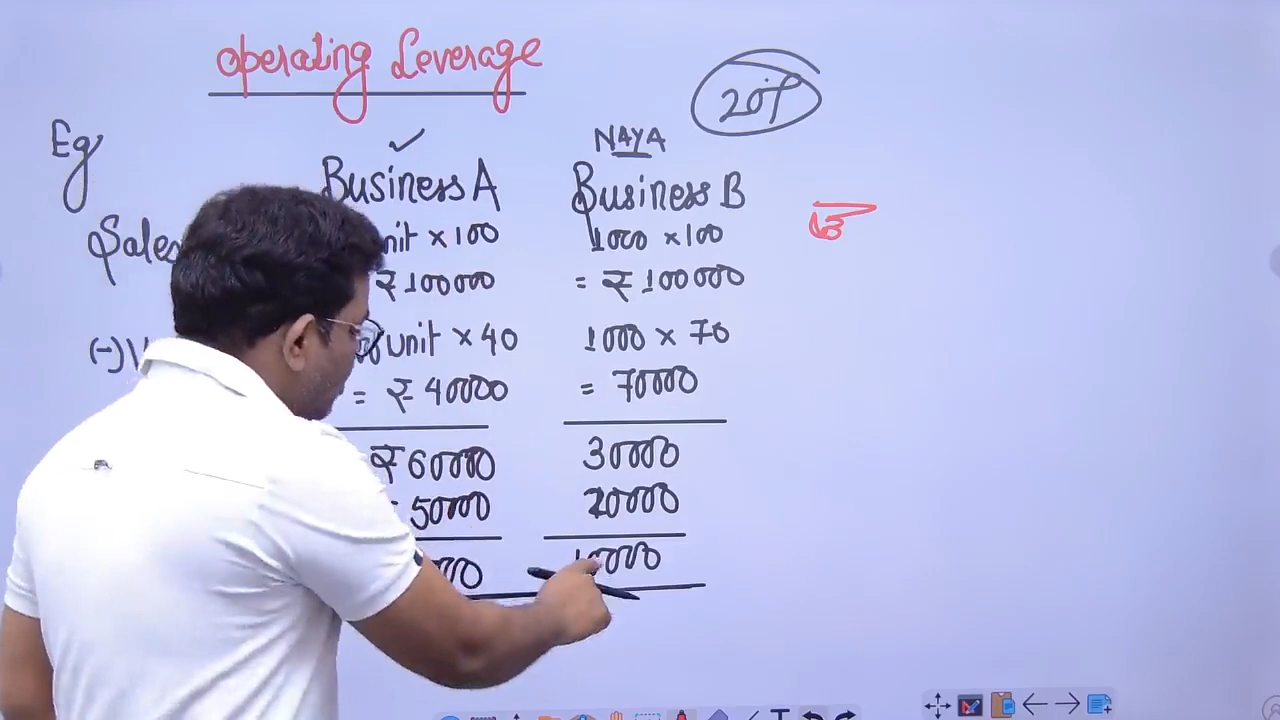 Operating Leverage
20%
Eg
NAYA
Business A Business B
Sales unit × 100 1000 × 100
₹ 100000 = ₹ 100000
(-) unit × 40 1000 × 70
= ₹ 40000 = 70000
₹ 60000 30000
50000 20000
10000